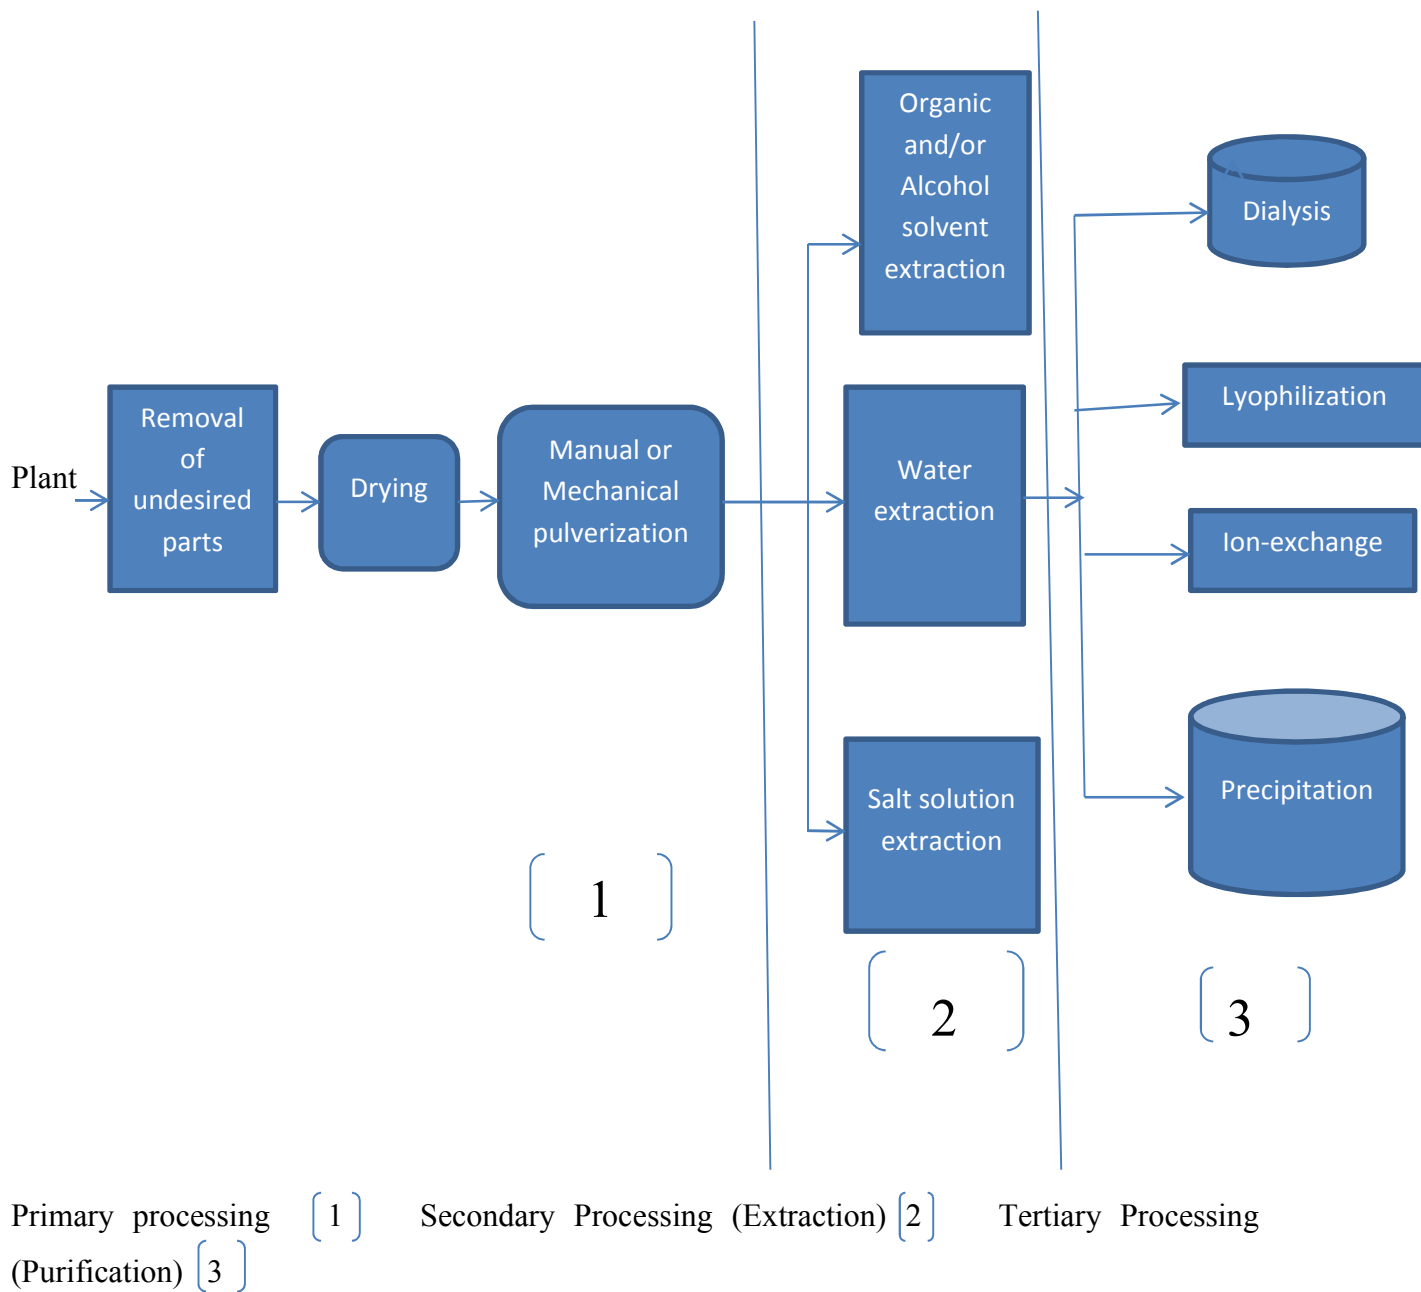 Plant
Removal
of
undesired
parts
Drying
Manual or
Mechanical
pulverization
1
Organic
and/or
Alcohol
solvent
extraction
Water
extraction
Salt solution
extraction
2
Dialysis
Lyophilization
Ion-exchange
Precipitation
3
Primary processing 1 Secondary Processing (Extraction) 2 Tertiary Processing
(Purification) 3